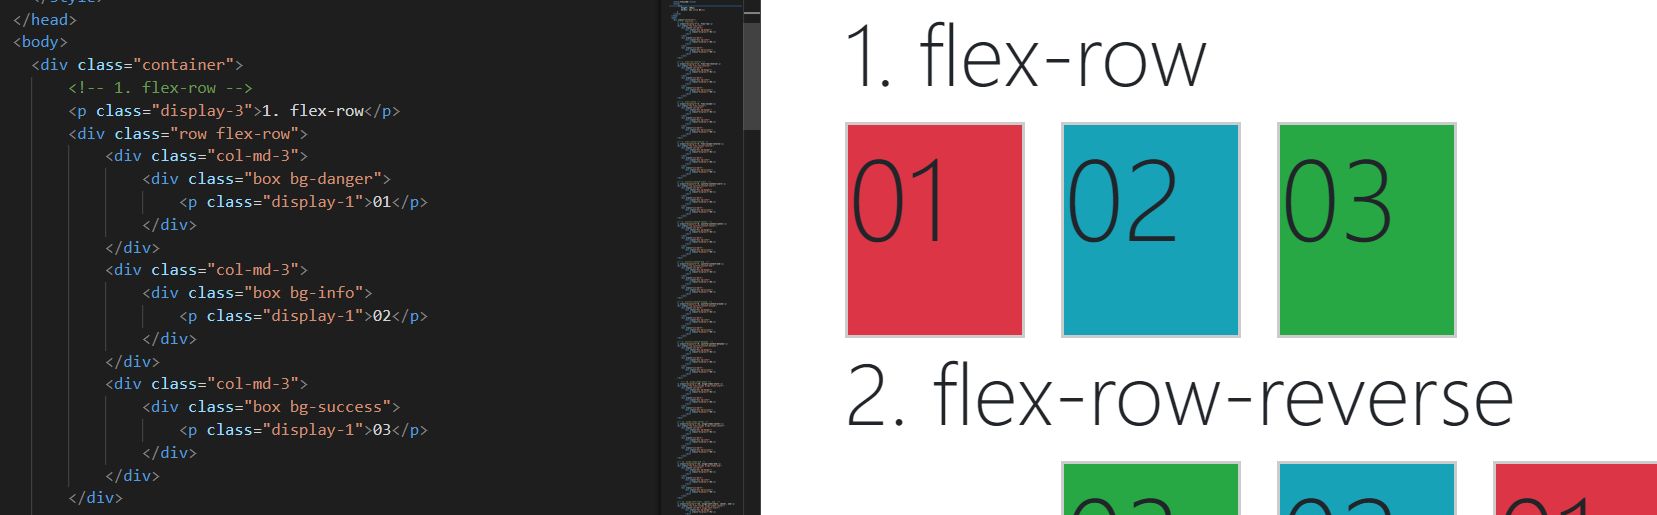 </style>
</head>
<body>
<div class="container">
<!-- 1. flex-row -->
<p class="display-3">1. flex-row</p>
<div class="row flex-row">
<div class="col-md-3">
<div class="box bg-danger">
<p class="display-1">01</p>
</div>
</div>
<div class="col-md-3">
<div class="box bg-info">
<p class="display-1">02</p>
</div>
</div>
<div class="col-md-3">
<div class="box bg-success">
<p class="display-1">03</p>
</div>
</div>
</div>
1. flex-row
01 02 03
2. flex-row-reverse
03 02 01